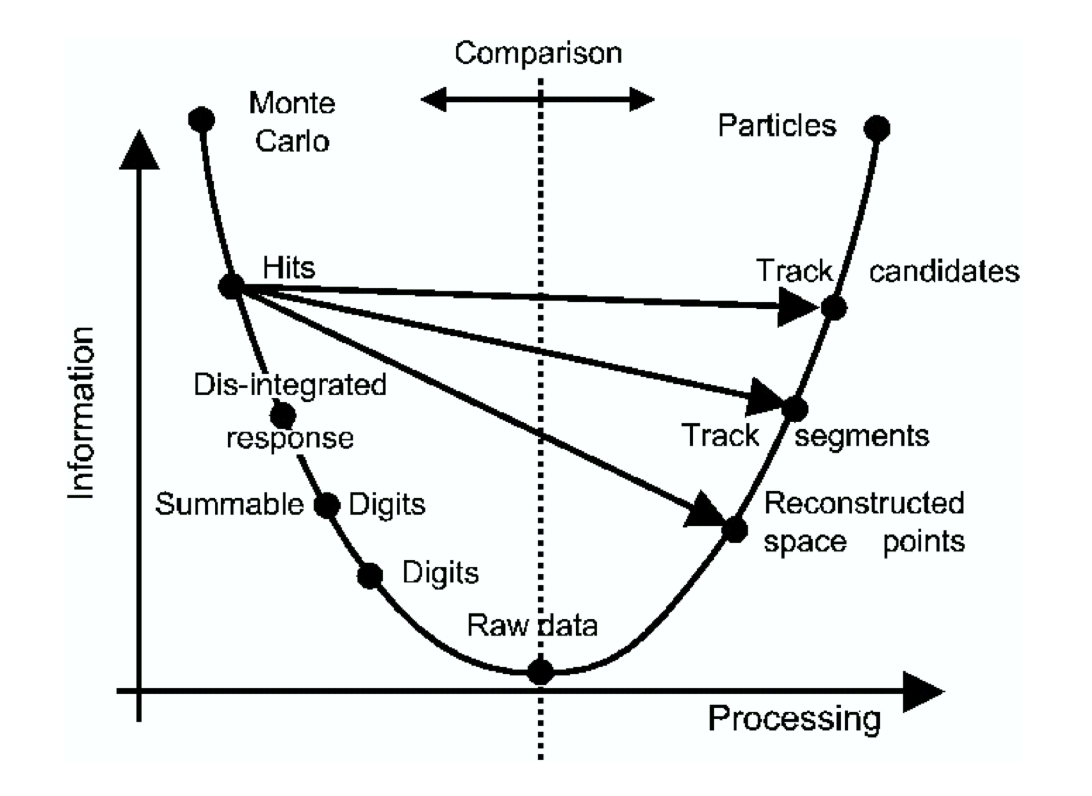 Comparison
Monte
Carlo
Particles
Hits
Track candidates
Information
Dis-integrated
response
Track segments
Summable Digits
Reconstructed
space points
Digits
Raw data
Processing